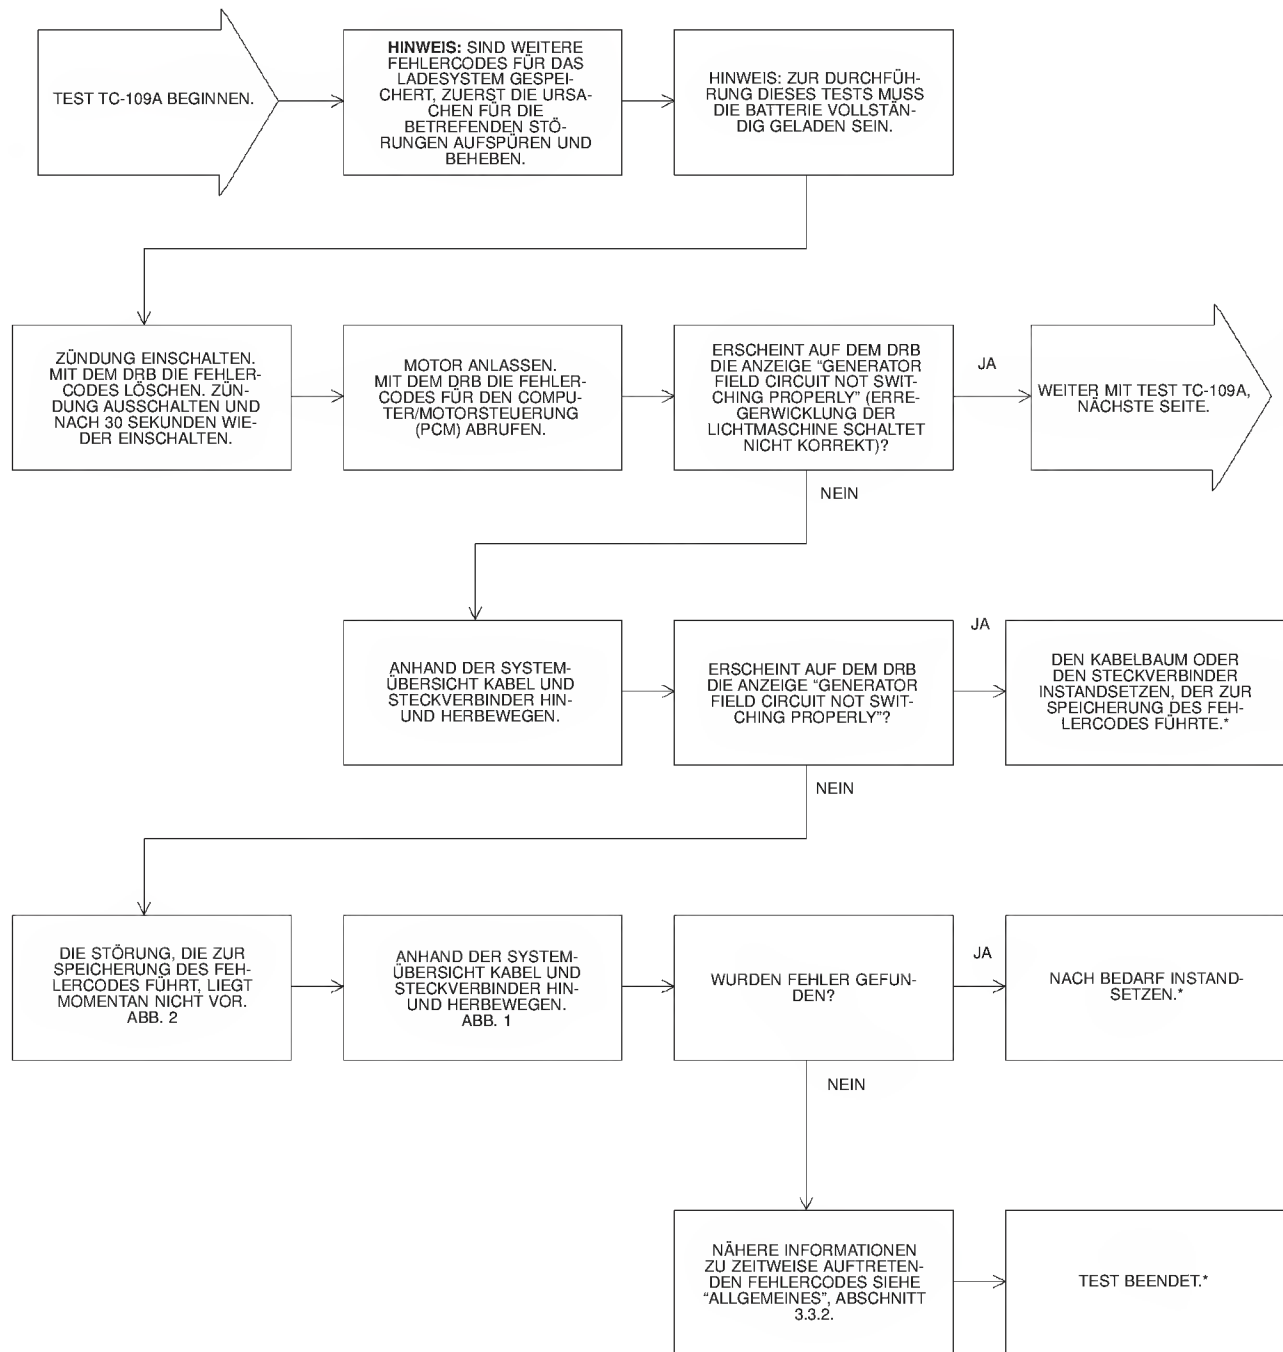 TEST TC-109A BEGINNEN.
HINWEIS: SIND WEITERE
FEHLERCODES FÜR DAS
LADESYSTEM GESPEI-
CHERT, ZUERST DIE URSA-
CHEN FÜR DIE
BETREFENDEN STÖ-
RUNGEN AUFSPÜREN UND
BEHEBEN.
HINWEIS: ZUR DURCHFÜH-
RUNG DIESES TESTS MUSS
DIE BATTERIE VOLLSTÄN-
DIG GELADEN SEIN.
ZÜNDUNG EINSCHALTEN.
MIT DEM DRB DIE FEHLER-
CODES LÖSCHEN. ZÜN-
DUNG AUSSCHALTEN UND
NACH 30 SEKUNDEN WIE-
DER EINSCHALTEN.
MOTOR ANLASSEN.
MIT DEM DRB DIE FEHLER-
CODES FÜR DEN COMPU-
TER/MOTORSTEUERUNG
(PCM) ABRUFEN.
ERSCHEINT AUF DEM DRB
DIE ANZEIGE “GENERATOR
FIELD CIRCUIT NOT SWIT-
CHING PROPERLY” (ERRE-
GERWICKLUNG DER
LICHTMASCHINE SCHALTET
NICHT KORREKT)?
JA
WEITER MIT TEST TC-109A,
NÄCHSTE SEITE.
NEIN
ANHAND DER SYSTEM-
ÜBERSICHT KABEL UND
STECKVERBINDER HIN-
UND HERBEWEGEN.
ERSCHEINT AUF DEM DRB
DIE ANZEIGE “GENERATOR
FIELD CIRCUIT NOT SWIT-
CHING PROPERLY”?
JA
DEN KABELBAUM ODER
DEN STECKVERBINDER
INSTANDSETZEN, DER ZUR
SPEICHERUNG DES FEH-
LERCODES FÜHRTE.*
NEIN
DIE STÖRUNG, DIE ZUR
SPEICHERUNG DES FEH-
LERCODES FÜHRT, LIEGT
MOMENTAN NICHT VOR.
ABB. 2
ANHAND DER SYSTEM-
ÜBERSICHT KABEL UND
STECKVERBINDER HIN-
UND HERBEWEGEN.
ABB. 1
WURDEN FEHLER GEFUN-
DEN?
JA
NACH BEDARF INSTAND-
SETZEN.*
NEIN
NÄHERE INFORMATIONEN
ZU ZEITWEISE AUFTRETEN-
DEN FEHLERCODES SIEHE
“ALLGEMEINES”, ABSCHNITT
3.3.2.
TEST BEENDET.*